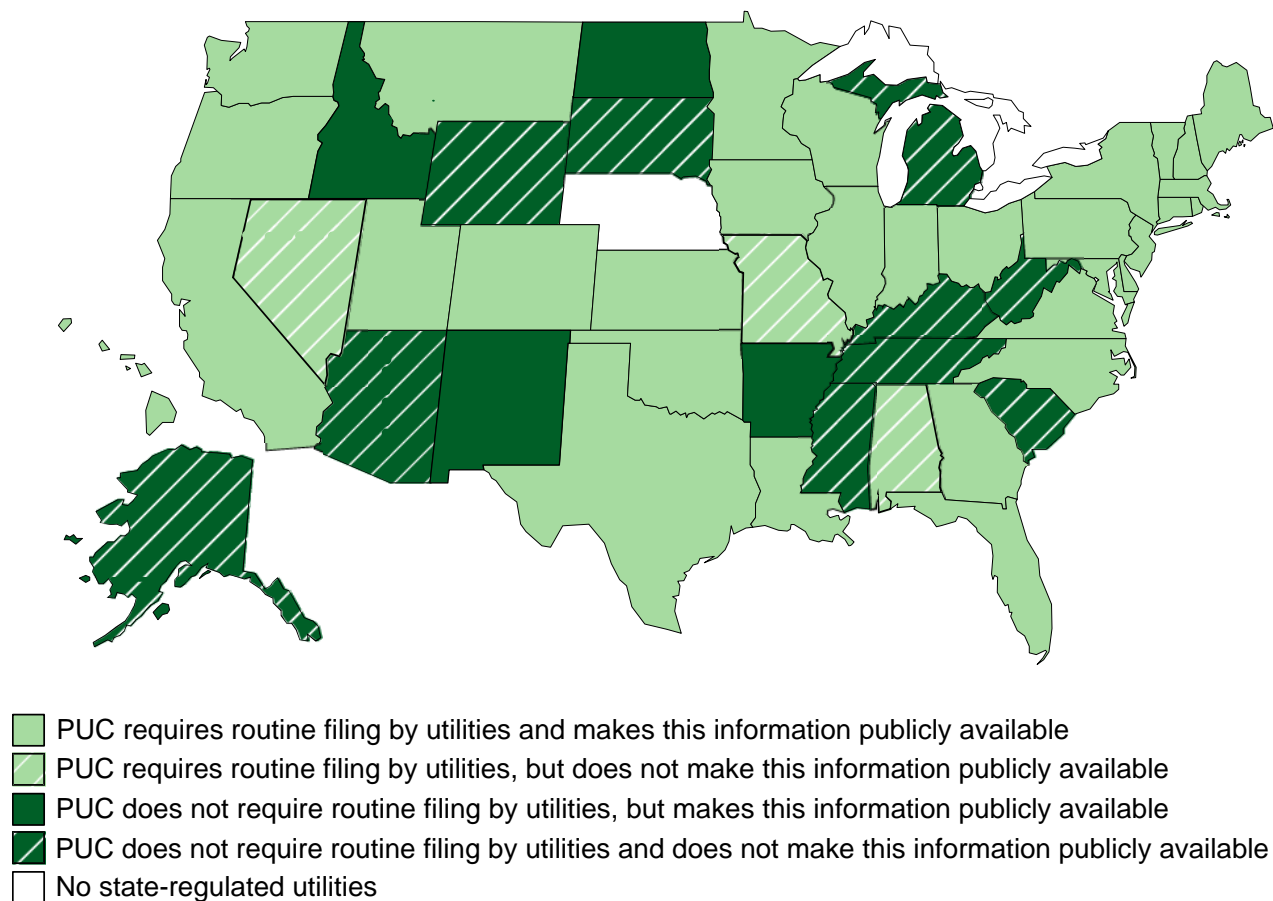 PUC requires routine filing by utilities and makes this information publicly available
PUC requires routine filing by utilities, but does not make this information publicly available
PUC does not require routine filing by utilities, but makes this information publicly available
PUC does not require routine filing by utilities and does not make this information publicly available
No state-regulated utilities